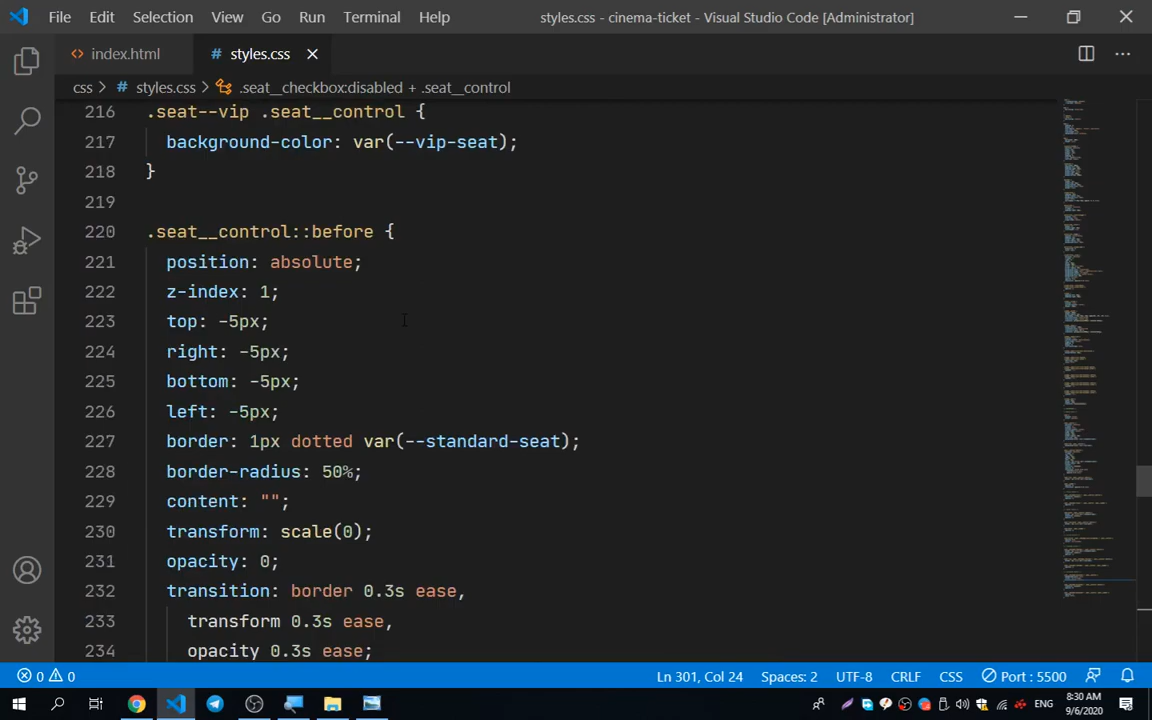 File Edit Selection View Go Run Terminal Help styles.css - cinema-ticket - Visual Studio Code [Administrator]
index.html # styles.css
css > # styles.css > .seat__checkbox:disabled + .seat__control
216 .seat--vip .seat__control {
217 background-color: var(--vip-seat);
218 }
219
220 .seat__control::before {
221 position: absolute;
222 z-index: 1;
223 top: -5px;
224 right: -5px;
225 bottom: -5px;
226 left: -5px;
227 border: 1px dotted var(--standard-seat);
228 border-radius: 50%;
229 content: "";
230 transform: scale(0);
231 opacity: 0;
232 transition: border 0.3s ease,
233 transform 0.3s ease,
234 opacity 0.3s ease;
0 0 Ln 301, Col 24 Spaces: 2 UTF-8 CRLF CSS Port : 5500
ENG 8:30 AM
9/6/2020